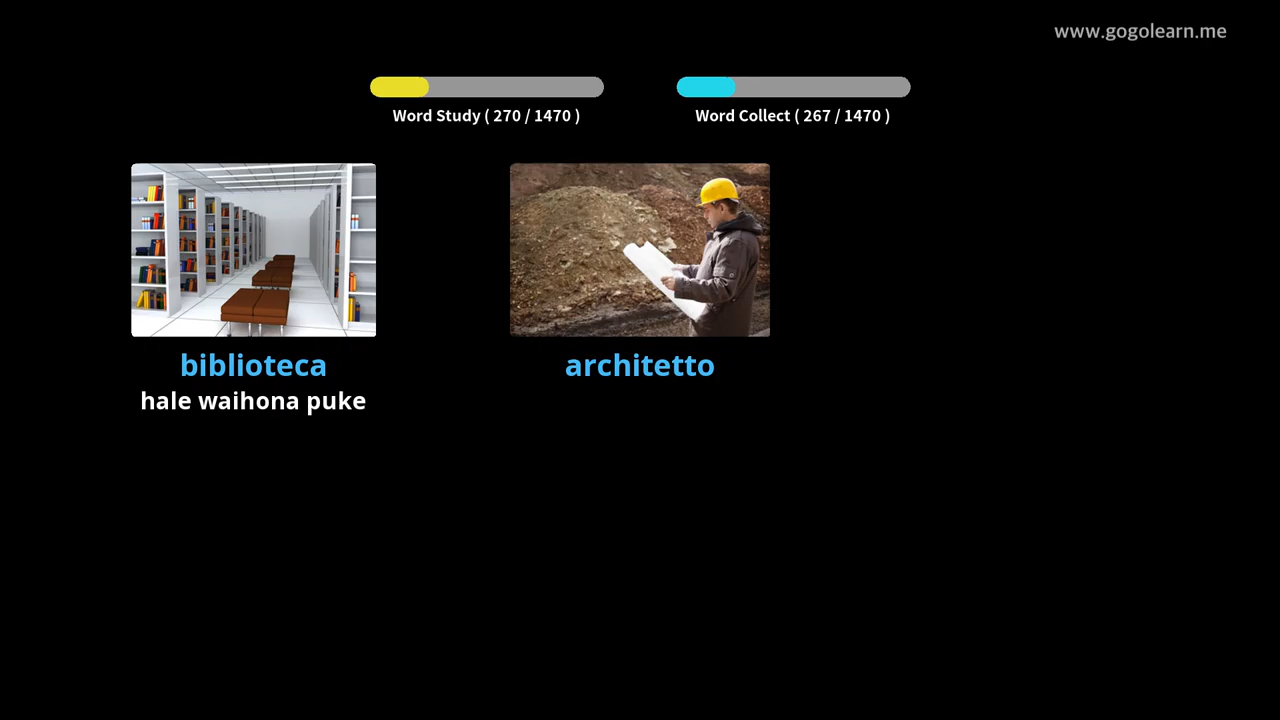 www.gogolearn.me
Word Study ( 270 / 1470 )
Word Collect ( 267 / 1470 )
biblioteca
hale waihona puke
architetto